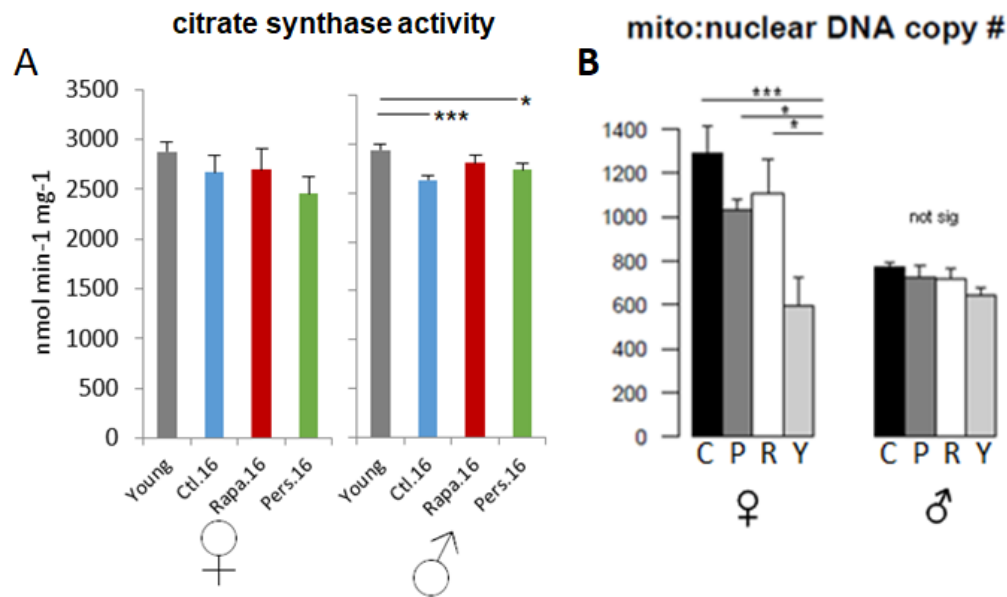 citrate synthase activity
mito:nuclear DNA copy #
A
B
nmol min-1 mg-1
3500
3000
2500
2000
1500
1000
500
0
***
*
Young
Ctl.16
Rapa.16
Pers.16
Young
Ctl.16
Rapa.16
Pers.16
♀
♂
1400
1200
1000
800
600
400
200
0
***
*
*
not sig
C P R Y
♀
♂